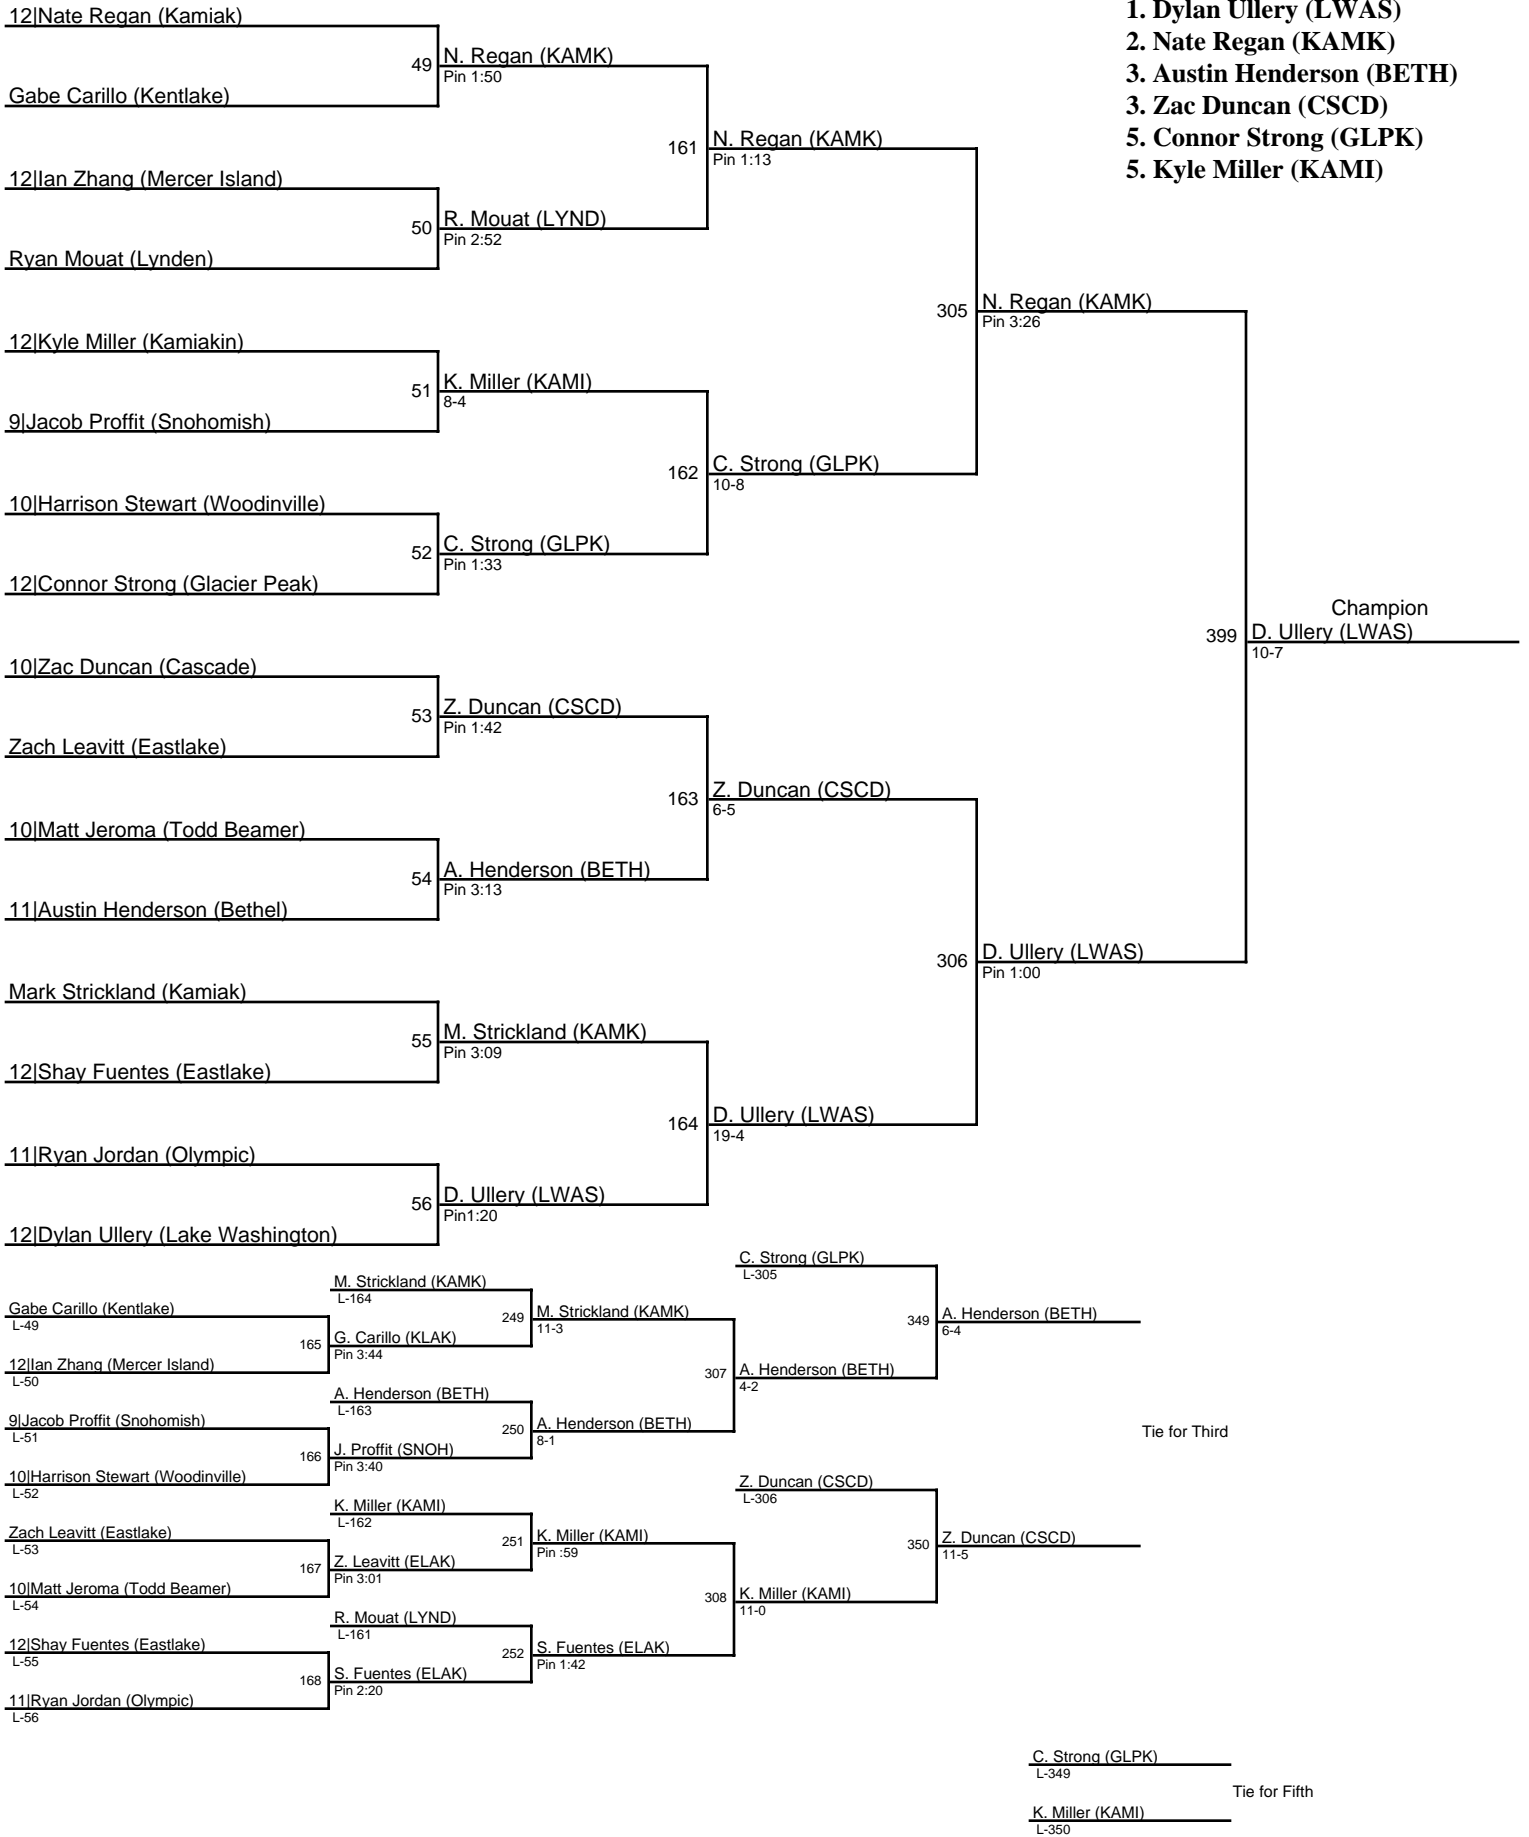 12|Nate Regan (Kamiak)
49
N. Regan (KAMK)
Pin 1:50
Gabe Carillo (Kentlake)
161
N. Regan (KAMK)
Pin 1:13
12|Ian Zhang (Mercer Island)
50
R. Mouat (LYND)
Pin 2:52
Ryan Mouat (Lynden)
305
N. Regan (KAMK)
Pin 3:26
12|Kyle Miller (Kamiakin)
51
K. Miller (KAMI)
8-4
9|Jacob Proffit (Snohomish)
162
C. Strong (GLPK)
10-8
10|Harrison Stewart (Woodinville)
52
C. Strong (GLPK)
Pin 1:33
12|Connor Strong (Glacier Peak)
Champion
399
D. Ullery (LWAS)
10-7
10|Zac Duncan (Cascade)
53
Z. Duncan (CSCD)
Pin 1:42
Zach Leavitt (Eastlake)
163
Z. Duncan (CSCD)
6-5
10|Matt Jeroma (Todd Beamer)
54
A. Henderson (BETH)
Pin 3:13
11|Austin Henderson (Bethel)
306
D. Ullery (LWAS)
Pin 1:00
Mark Strickland (Kamiak)
55
M. Strickland (KAMK)
Pin 3:09
12|Shay Fuentes (Eastlake)
164
D. Ullery (LWAS)
19-4
11|Ryan Jordan (Olympic)
56
D. Ullery (LWAS)
Pin1:20
12|Dylan Ullery (Lake Washington)
1. Dylan Ullery (LWAS)
2. Nate Regan (KAMK)
3. Austin Henderson (BETH)
3. Zac Duncan (CSCD)
5. Connor Strong (GLPK)
5. Kyle Miller (KAMI)
Gabe Carillo (Kentlake)
L-49
12|Ian Zhang (Mercer Island)
L-50
9|Jacob Proffit (Snohomish)
L-51
10|Harrison Stewart (Woodinville)
L-52
Zach Leavitt (Eastlake)
L-53
10|Matt Jeroma (Todd Beamer)
L-54
12|Shay Fuentes (Eastlake)
L-55
11|Ryan Jordan (Olympic)
L-56
M. Strickland (KAMK)
L-164
165
G. Carillo (KLAK)
Pin 3:44
A. Henderson (BETH)
L-163
166
J. Proffit (SNOH)
Pin 3:40
K. Miller (KAMI)
L-162
167
Z. Leavitt (ELAK)
Pin 3:01
R. Mouat (LYND)
L-161
168
S. Fuentes (ELAK)
Pin 2:20
249
M. Strickland (KAMK)
11-3
250
A. Henderson (BETH)
8-1
251
K. Miller (KAMI)
Pin :59
252
S. Fuentes (ELAK)
Pin 1:42
C. Strong (GLPK)
L-305
307
A. Henderson (BETH)
4-2
Z. Duncan (CSCD)
L-306
308
K. Miller (KAMI)
11-0
349
A. Henderson (BETH)
6-4
Tie for Third
350
Z. Duncan (CSCD)
11-5
C. Strong (GLPK)
L-349
Tie for Fifth
K. Miller (KAMI)
L-350